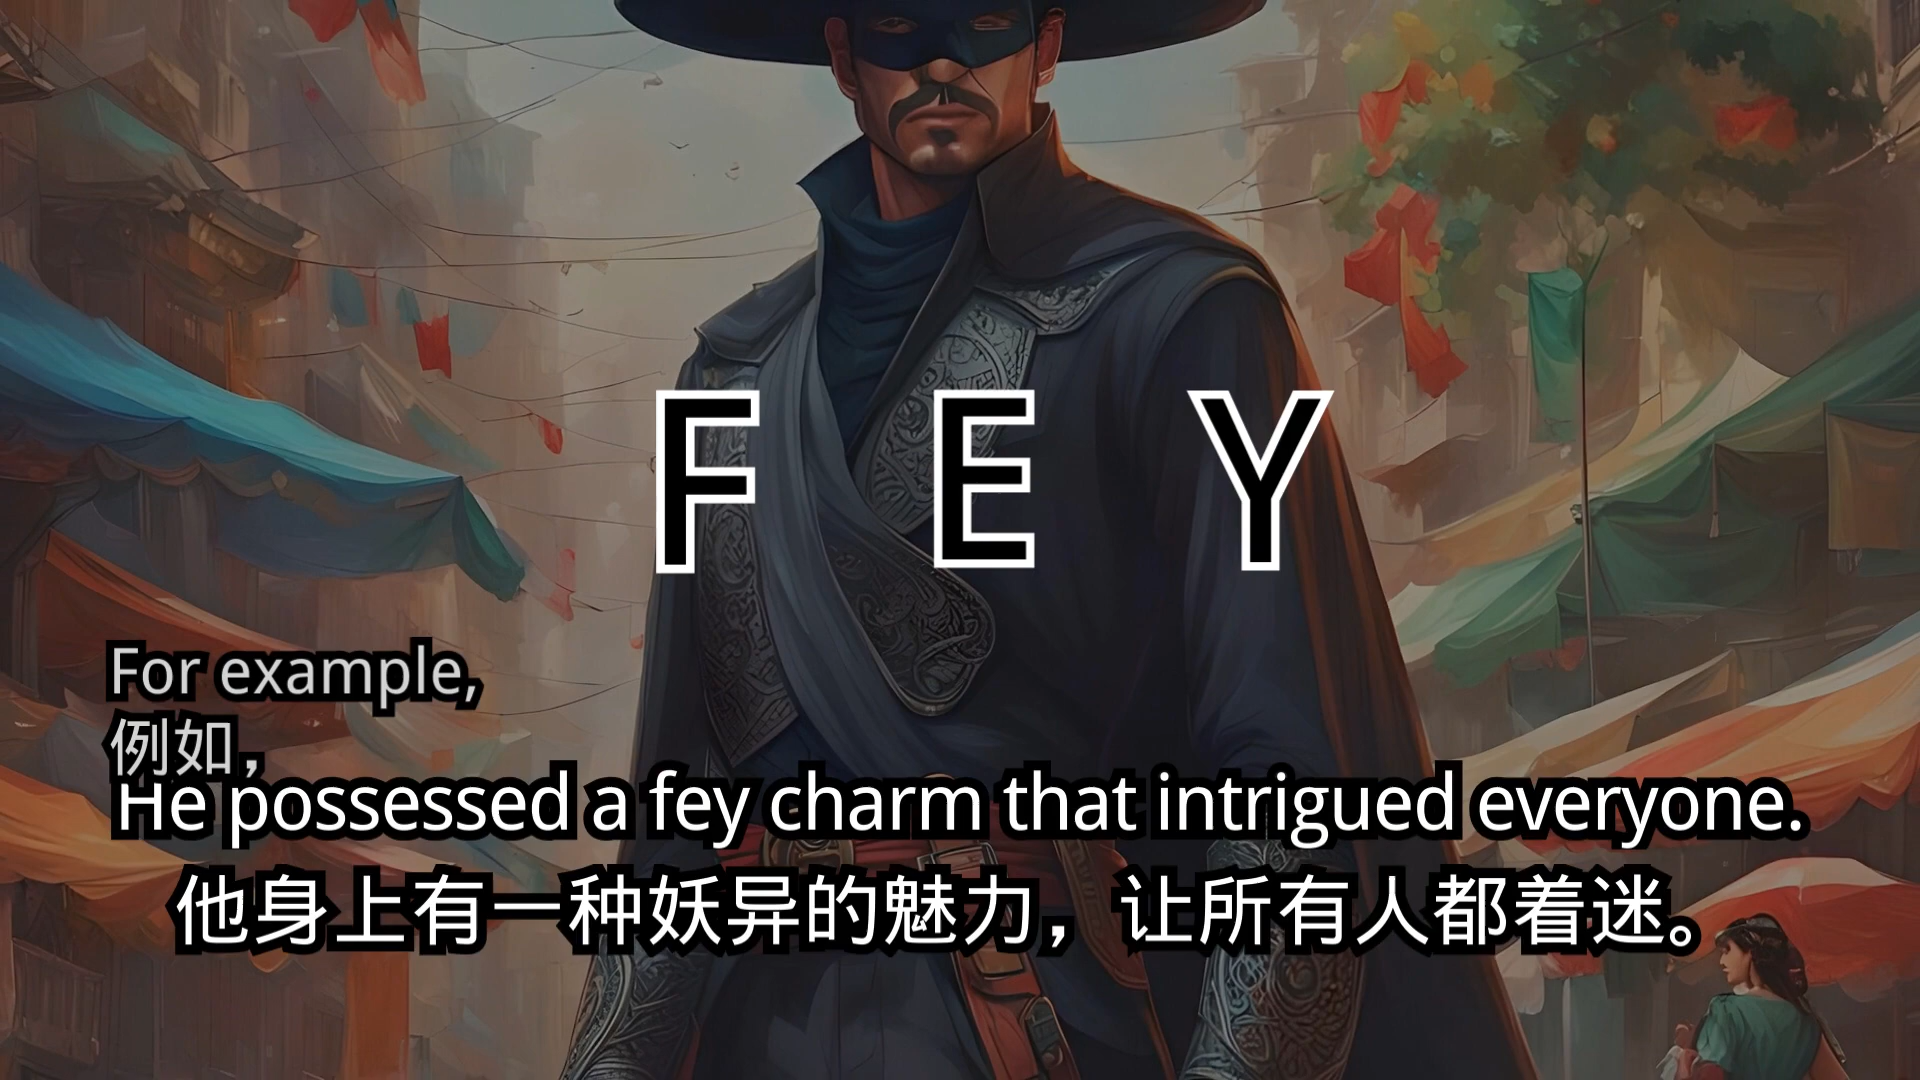 F E Y
For example,
例如，
He possessed a fey charm that intrigued everyone.
他身上有一种妖异的魅力，让所有人都着迷。